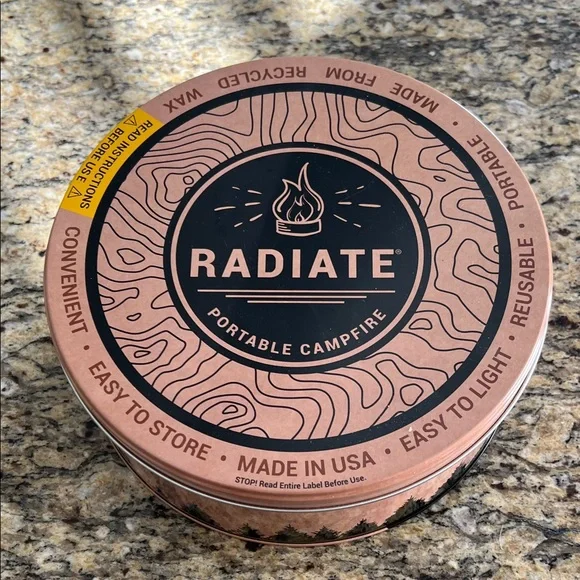 RADIATE®
PORTABLE CAMPFIRE
CONVENIENT • EASY TO STORE • MADE IN USA • EASY TO LIGHT • REUSABLE • PORTABLE • MADE FROM RECYCLED WAX
READ INSTRUCTIONS
⚠ BEFORE USE ⚠
STOP! Read Entire Label Before Use.